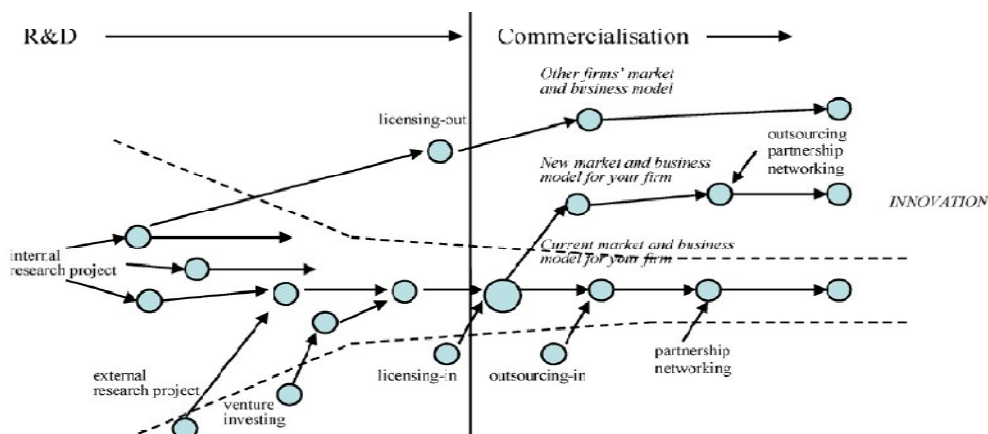 R&D
Commercialisation
Other firms' market
and business model
licensing-out
outsourcing
partnership
networking
New market and business
model for your firm
INNOVATION
Current market and business
model for your firm
internal
research project
external
research project
venture
investing
licensing-in
outsourcing-in
partnership
networking